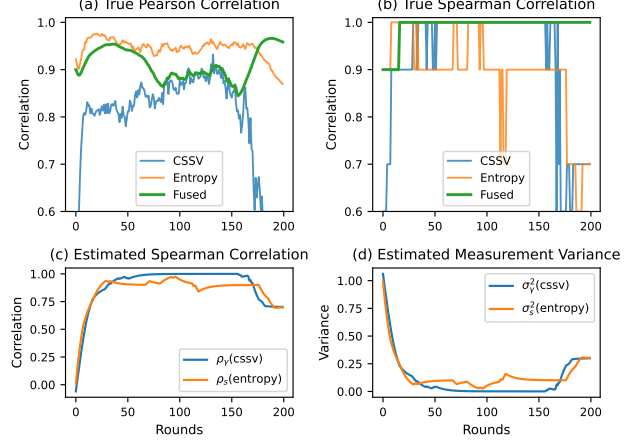 (a) True Pearson Correlation
1.0
0.9
0.8
0.7
0.6
Correlation
CSSV
Entropy
Fused
0
50
100
150
200
(b) True Spearman Correlation
1.0
0.9
0.8
0.7
0.6
Correlation
CSSV
Entropy
Fused
0
50
100
150
200
(c) Estimated Spearman Correlation
1.00
0.75
0.50
0.25
0.00
Correlation
ργ(cssv)
ρs(entropy)
0
50
100
150
200
Rounds
(d) Estimated Measurement Variance
1.00
0.75
0.50
0.25
0.00
Variance
σγ²(cssv)
σs²(entropy)
0
50
100
150
200
Rounds